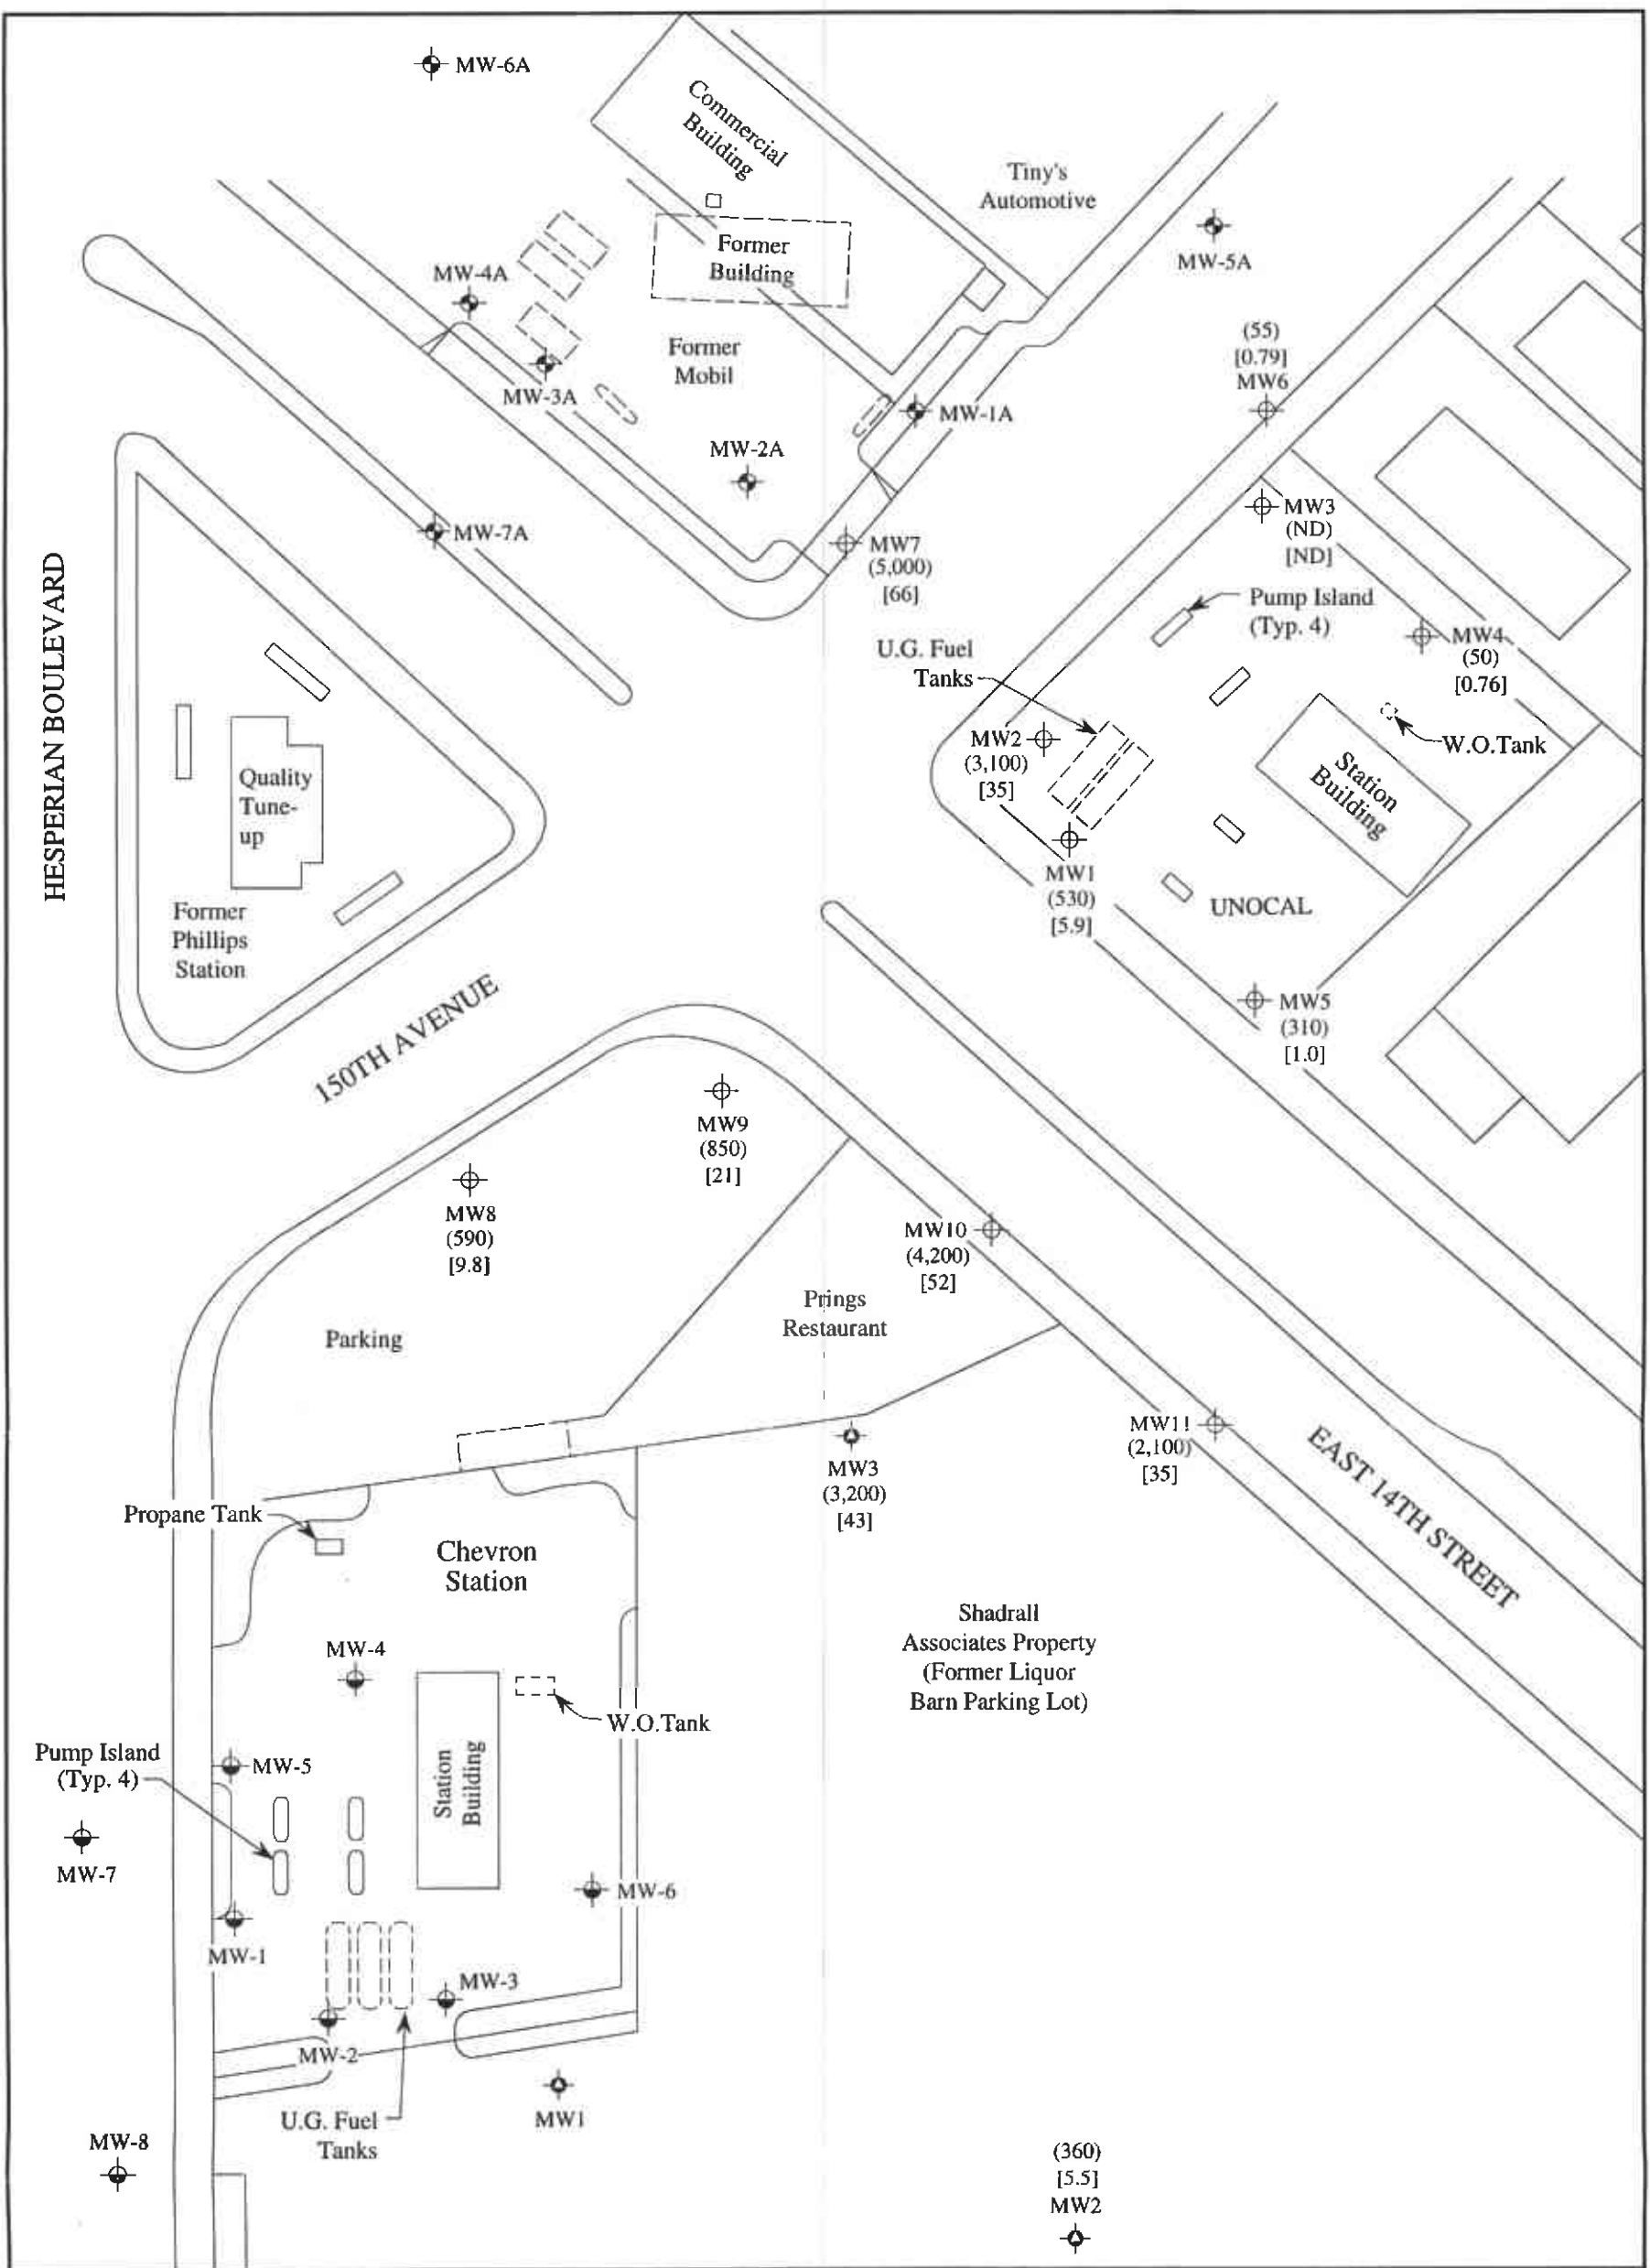 MW-6A
Commercial
Building
Tiny's
Automotive
MW-5A
Former
Building
MW-4A
(55)
[0.79]
MW6
Former
Mobil
MW-3A
MW-1A
MW-2A
MW3
(ND)
[ND]
MW-7A
MW7
(5,000)
[66]
HESPERIAN BOULEVARD
Pump Island
(Typ. 4)
U.G. Fuel
Tanks
MW4
(50)
[0.76]
MW2
(3,100)
[35]
W.O.Tank
Station
Building
Quality
Tune-
up
MW1
(530)
[5.9]
UNOCAL
Former
Phillips
Station
150TH AVENUE
MW5
(310)
[1.0]
MW9
(850)
[21]
MW8
(590)
[9.8]
MW10
(4,200)
[52]
Prings
Restaurant
Parking
MW11
(2,100)
[35]
EAST 14TH STREET
MW3
(3,200)
[43]
Propane Tank
Chevron
Station
Shadrall
Associates Property
(Former Liquor
Barn Parking Lot)
MW-4
W.O.Tank
Pump Island
(Typ. 4)
MW-5
Station
Building
MW-7
MW-6
MW-1
MW-3
MW-2
U.G. Fuel
Tanks
MW1
MW-8
(360)
[5.5]
MW2